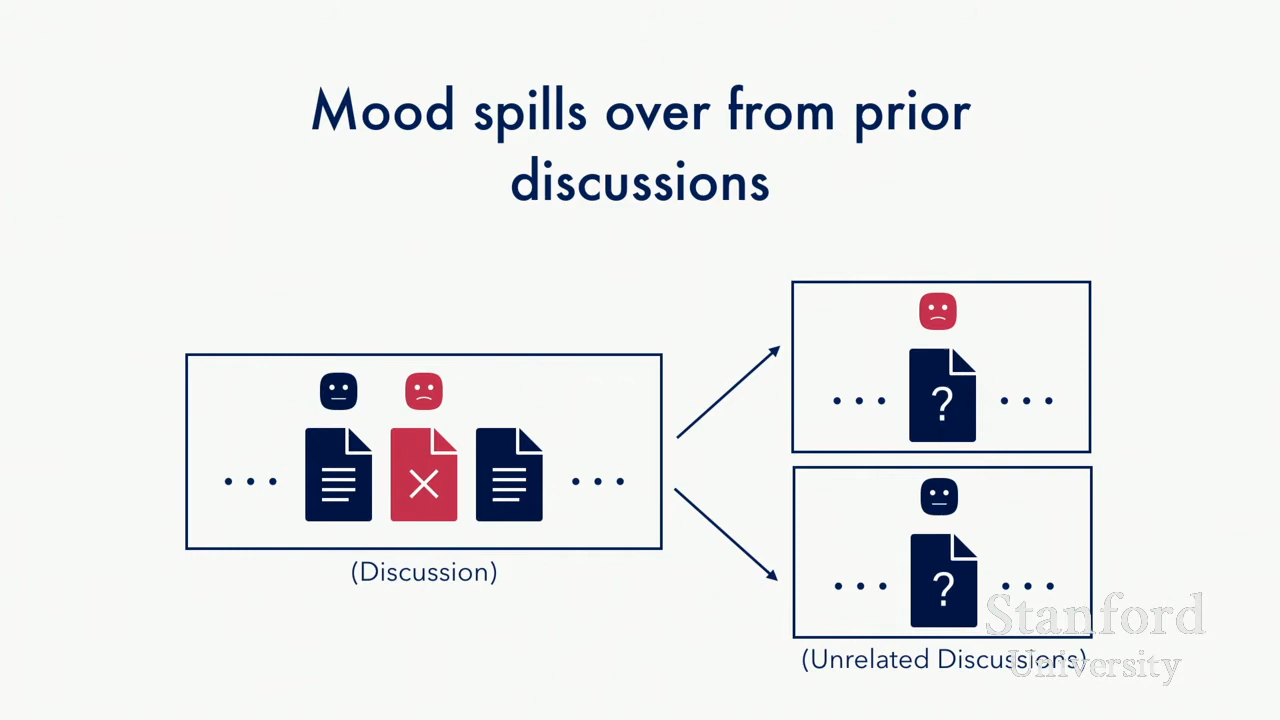 Mood spills over from prior
discussions
(Discussion)
?
?
(Unrelated Discussions)
Stanford
University